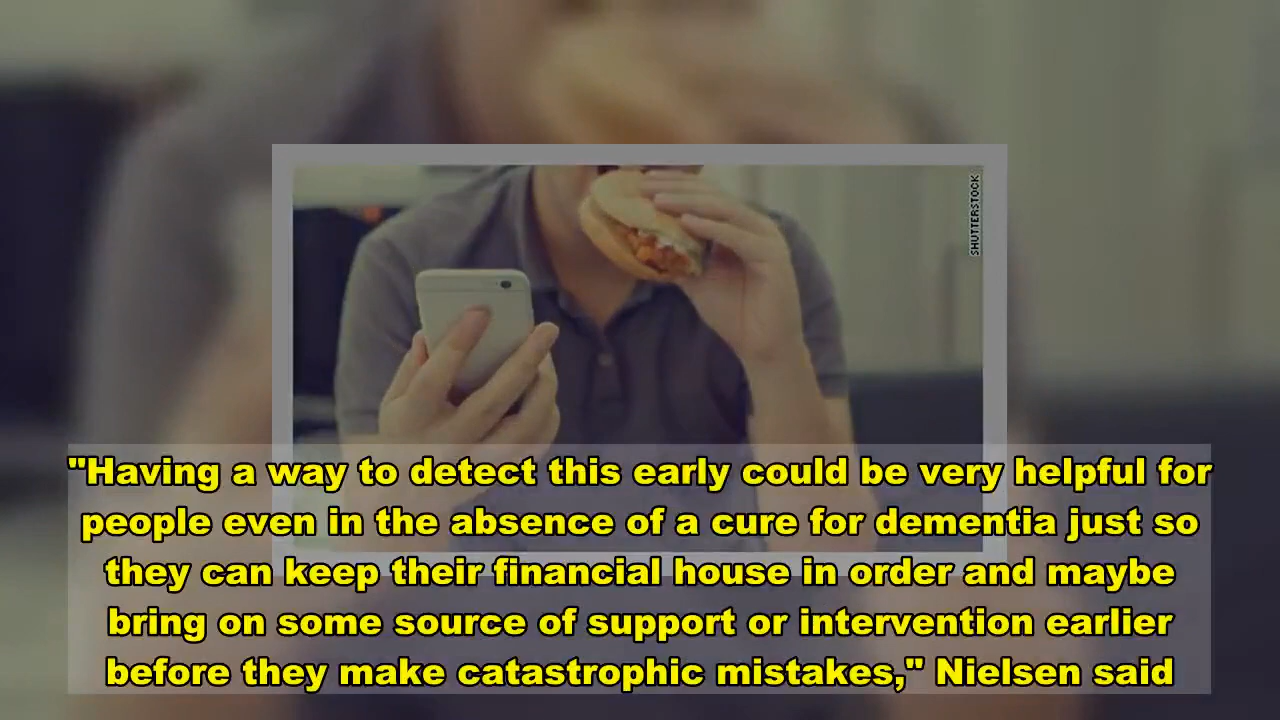 SHUTTERSTOCK
"Having a way to detect this early could be very helpful for
people even in the absence of a cure for dementia just so
they can keep their financial house in order and maybe
bring on some source of support or intervention earlier
before they make catastrophic mistakes," Nielsen said